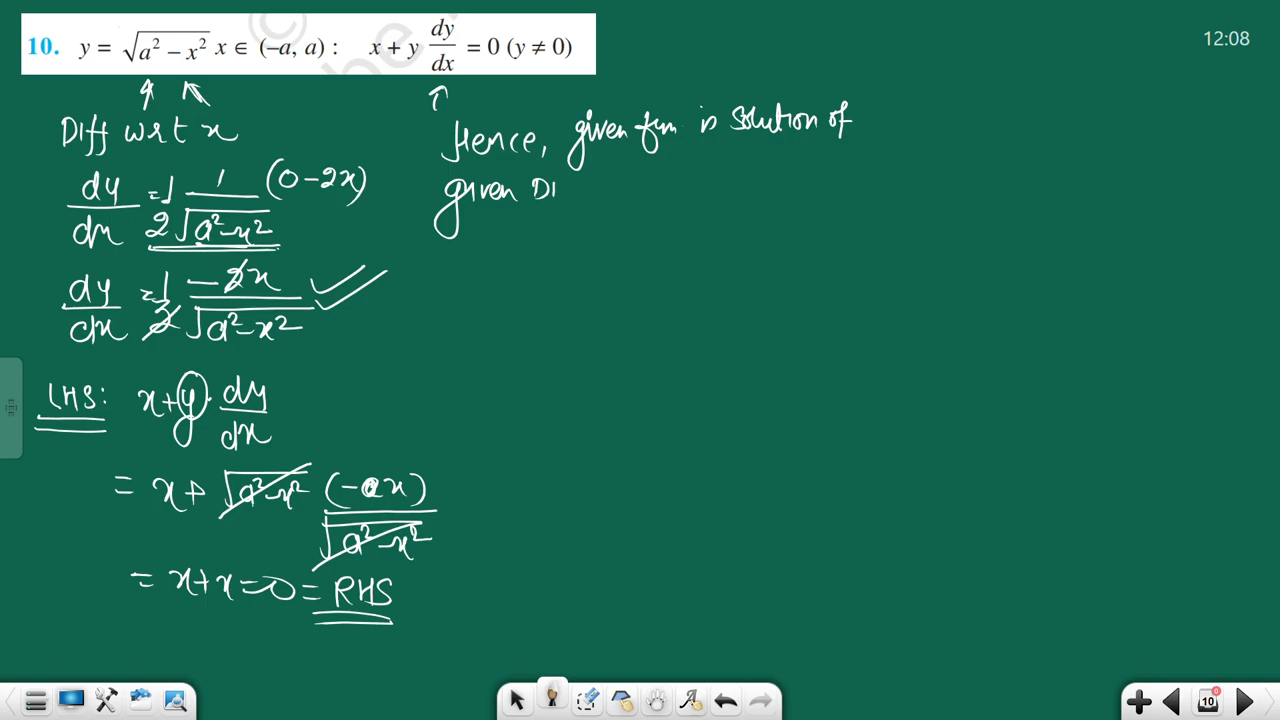 10. y = √(a² – x²) x ∈ (–a, a) : x + y dy/dx = 0 (y ≠ 0)
12:08
Diff wrt x
dy/dx = 1/(2√(a²-x²)) (0-2x)
dy/dx = -2x/(2√(a²-x²))
LHS: x+y. dy/dx
= x+ √(a²-x²) (-x)/√(a²-x²)
= x+x=0 = RHS
Hence, given fun is solution of
given DE
10